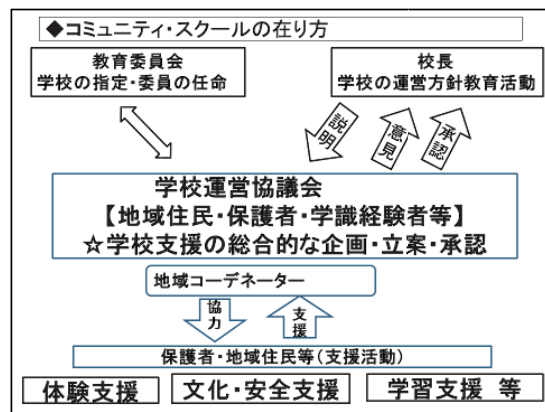 ◆コミュニティ・スクールの在り方
教育委員会
学校の指定・委員の任命
校長
学校の運営方針教育活動
説明
意見
承認
学校運営協議会
【地域住民・保護者・学識経験者等】
☆学校支援の総合的な企画・立案・承認
地域コーデネーター
協力
支援
保護者・地域住民等(支援活動)
体験支援
文化・安全支援
学習支援 等